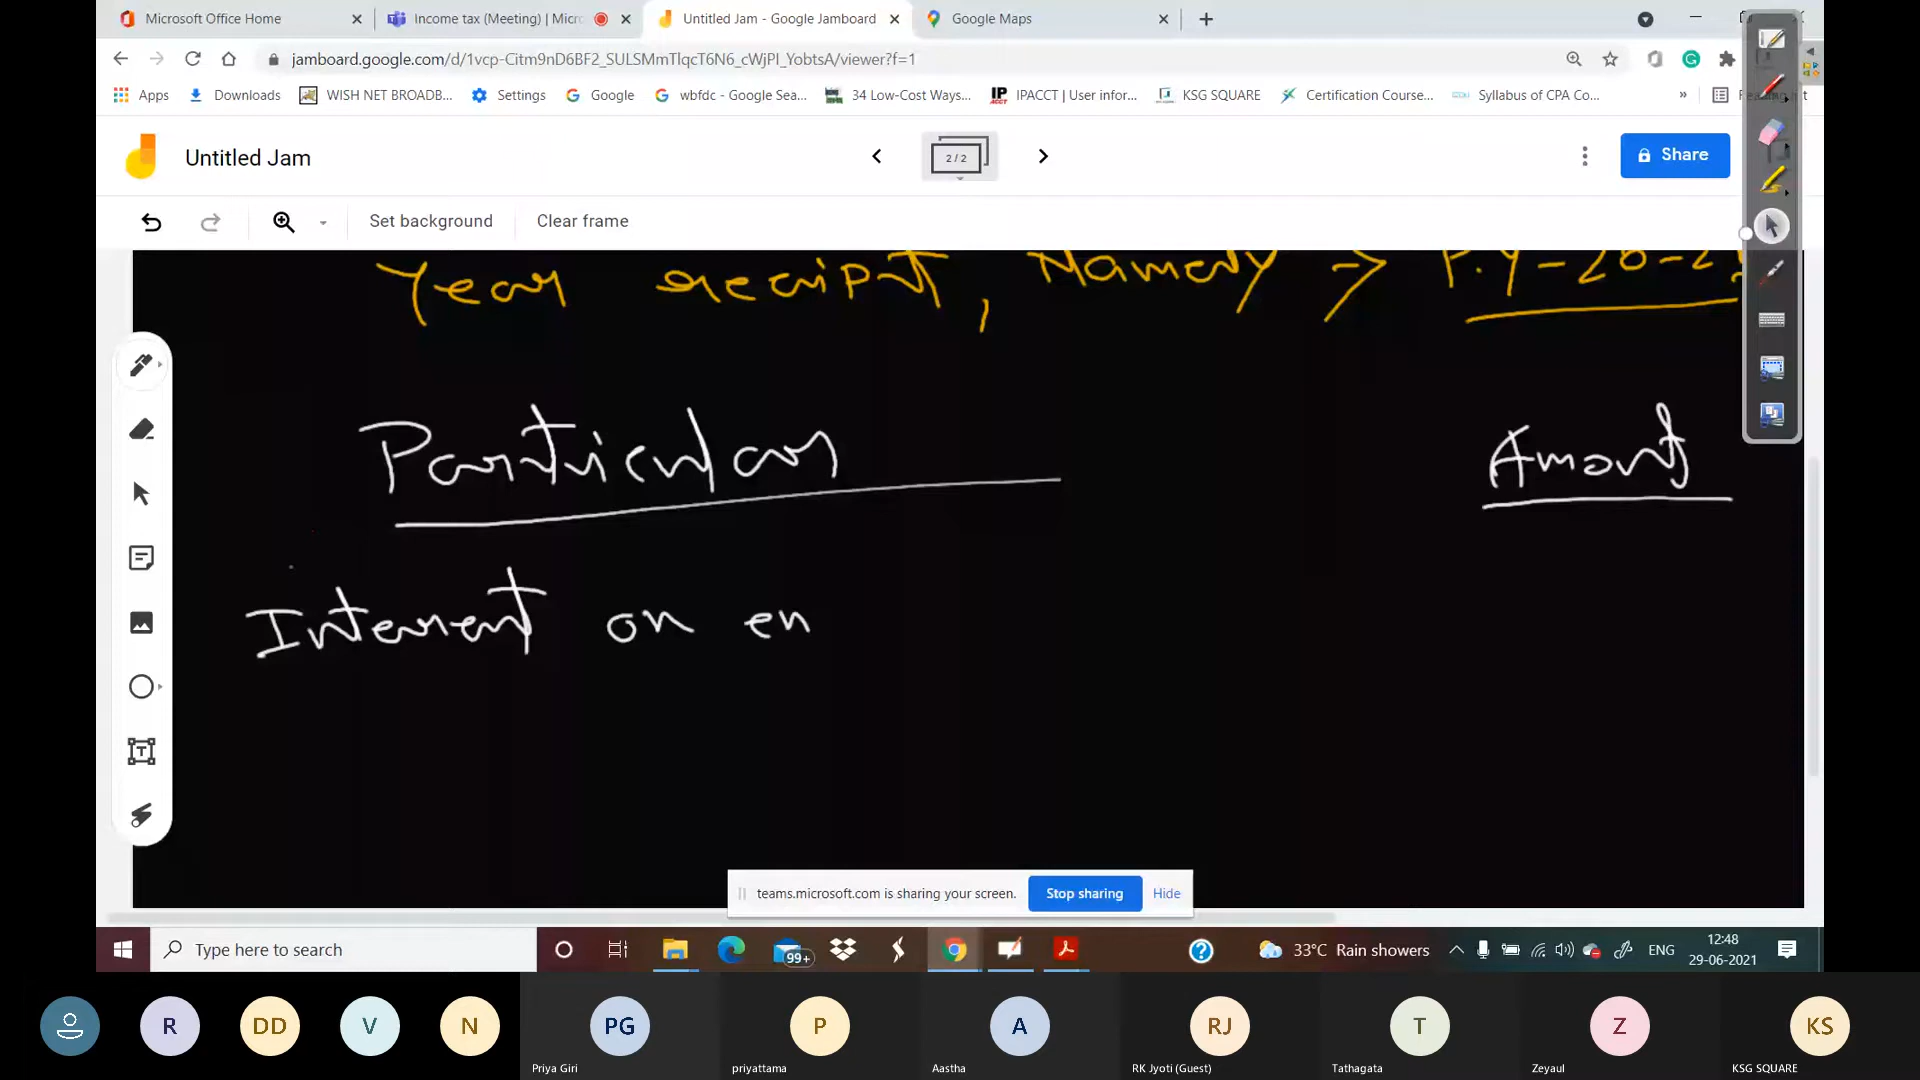 Microsoft Office Home
Income tax (Meeting) | Micr
Untitled Jam - Google Jamboard
Google Maps
jamboard.google.com/d/1vcp-Citm9nD6BF2_SULSMmTlqcT6N6_cWjPl_YobtsA/viewer?f=1
Apps Downloads WISH NET BROADB... Settings Google wbfdc - Google Sea... 34 Low-Cost Ways... IPACCT | User infor... KSG SQUARE Certification Course... Syllabus of CPA Co... »
Untitled Jam
2 / 2
Share
Set background Clear frame
Year receipt, Namely → P.Y-20-2
Particular Amont
Interest on en
teams.microsoft.com is sharing your screen. Stop sharing Hide
Type here to search
99+
33°C Rain showers
ENG
12:48
29-06-2021
R DD V N PG P A RJ T Z KS
Priya Giri priyattama Aastha RK Jyoti (Guest) Tathagata Zeyaul KSG SQUARE